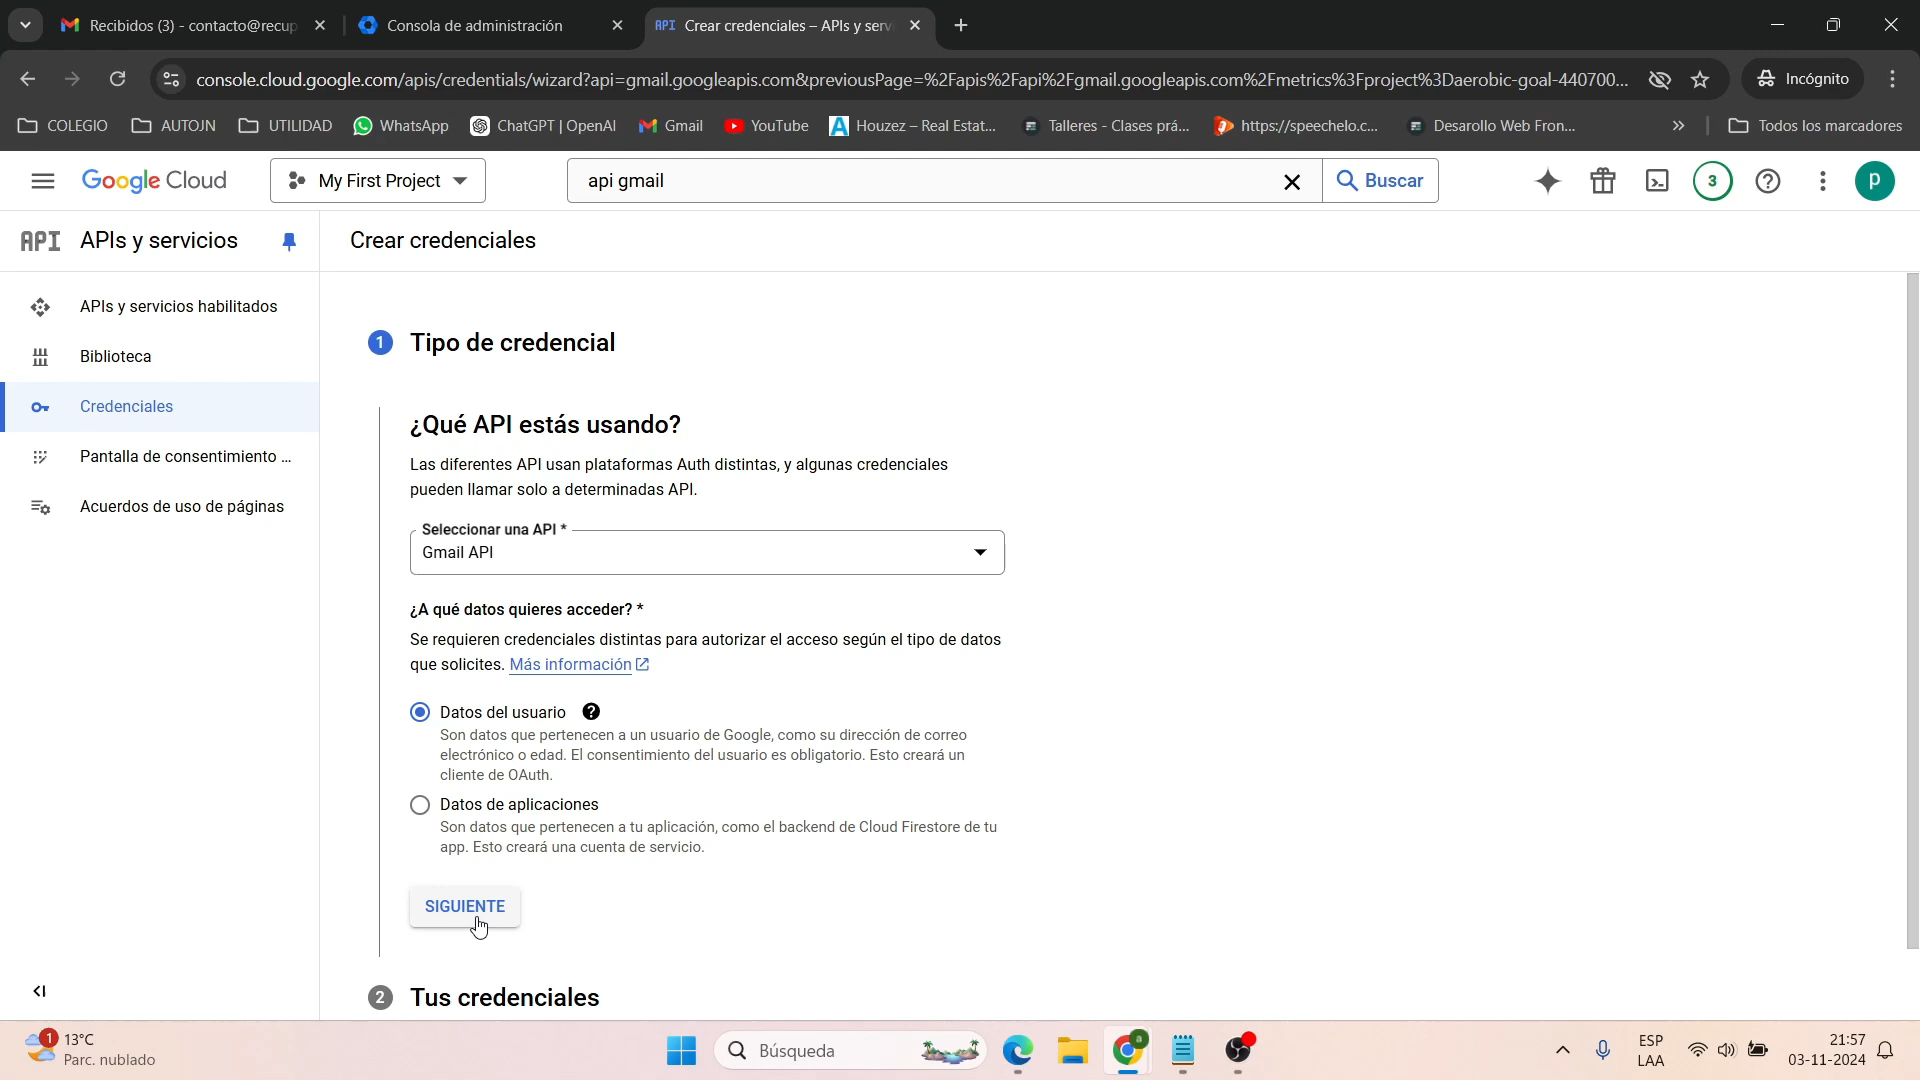 Recibidos (3) - contacto@recup
Consola de administración
API Crear credenciales – APIs y serv
console.cloud.google.com/apis/credentials/wizard?api=gmail.googleapis.com&previousPage=%2Fapis%2Fapi%2Fgmail.googleapis.com%2Fmetrics%3Fproject%3Daerobic-goal-440700...
Incógnito
COLEGIO
AUTOJN
UTILIDAD
WhatsApp
ChatGPT | OpenAI
Gmail
YouTube
Houzez – Real Estat...
Talleres - Clases prá...
https://speechelo.c...
Desarollo Web Fron...
»
Todos los marcadores
Google Cloud
My First Project
api gmail
Buscar
3
p
API APIs y servicios
Crear credenciales
APIs y servicios habilitados
Biblioteca
Credenciales
Pantalla de consentimiento ...
Acuerdos de uso de páginas
1 Tipo de credencial
¿Qué API estás usando?
Las diferentes API usan plataformas Auth distintas, y algunas credenciales
pueden llamar solo a determinadas API.
Seleccionar una API *
Gmail API
¿A qué datos quieres acceder? *
Se requieren credenciales distintas para autorizar el acceso según el tipo de datos
que solicites. Más información
Datos del usuario
Son datos que pertenecen a un usuario de Google, como su dirección de correo
electrónico o edad. El consentimiento del usuario es obligatorio. Esto creará un
cliente de OAuth.
Datos de aplicaciones
Son datos que pertenecen a tu aplicación, como el backend de Cloud Firestore de tu
app. Esto creará una cuenta de servicio.
SIGUIENTE
2 Tus credenciales
1
13°C
Parc. nublado
Búsqueda
a
ESP
LAA
21:57
03-11-2024